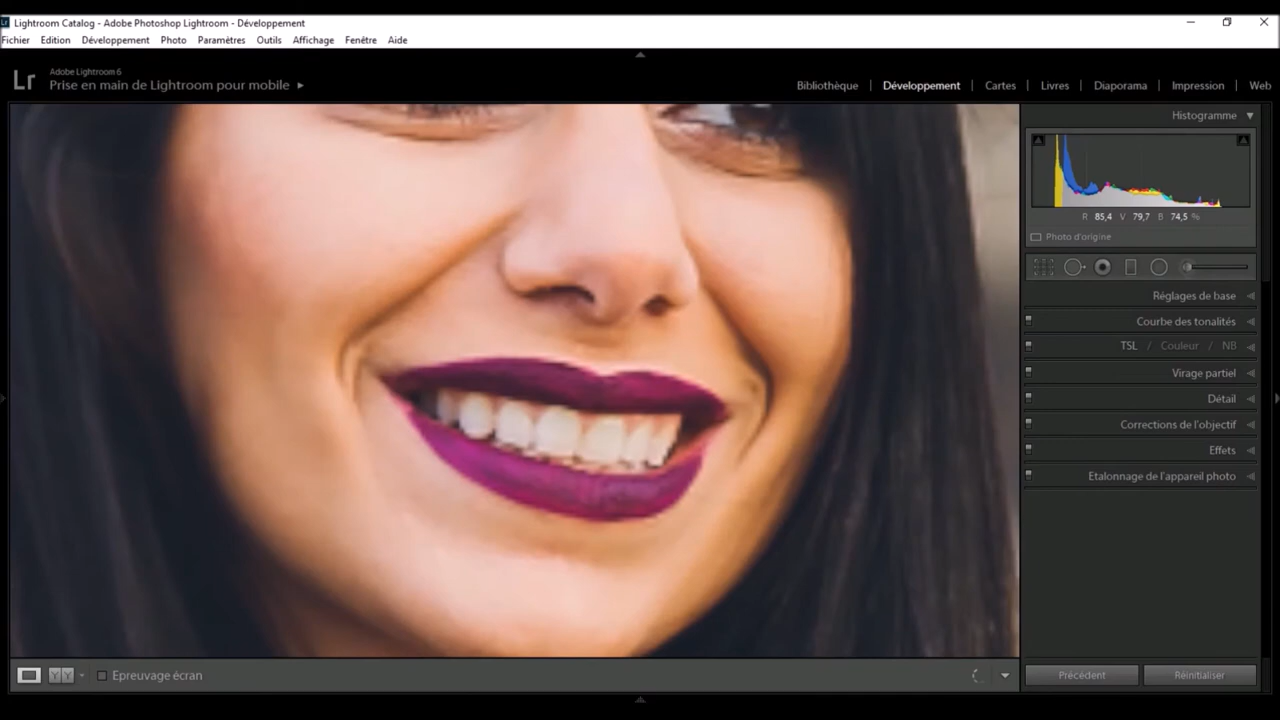 Lr Lightroom Catalog - Adobe Photoshop Lightroom - Développement
Fichier Edition Développement Photo Paramètres Outils Affichage Fenêtre Aide
Lr
Adobe Lightroom 6
Prise en main de Lightroom pour mobile
Bibliothèque | Développement | Cartes | Livres | Diaporama | Impression | Web
Histogramme
R 85,4 V 79,7 B 74,5 %
Photo d'origine
Réglages de base
Courbe des tonalités
TSL / Couleur / NB
Virage partiel
Détail
Corrections de l'objectif
Effets
Etalonnage de l'appareil photo
Y Y Epreuvage écran
Précédent Réinitialiser